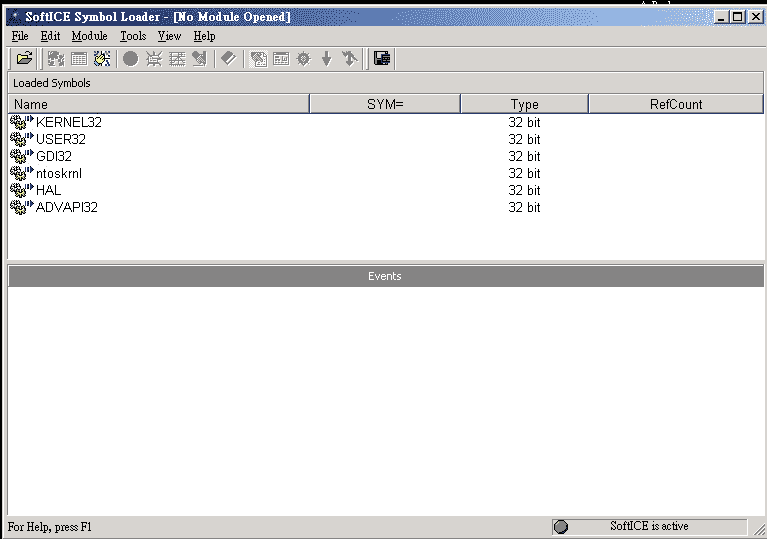 SoftICE Symbol Loader - [No Module Opened]
File Edit Module Tools View Help
Loaded Symbols
Name SYM= Type RefCount
KERNEL32 32 bit
USER32 32 bit
GDI32 32 bit
ntoskrnl 32 bit
HAL 32 bit
ADVAPI32 32 bit
Events
For Help, press F1 SoftICE is active